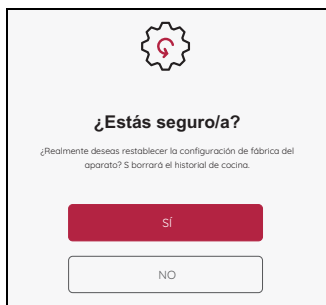 ¿Estás seguro/a?
¿Realmente deseas restablecer la configuración de fábrica del
aparato? S borrará el historial de cocina.
SÍ
NO